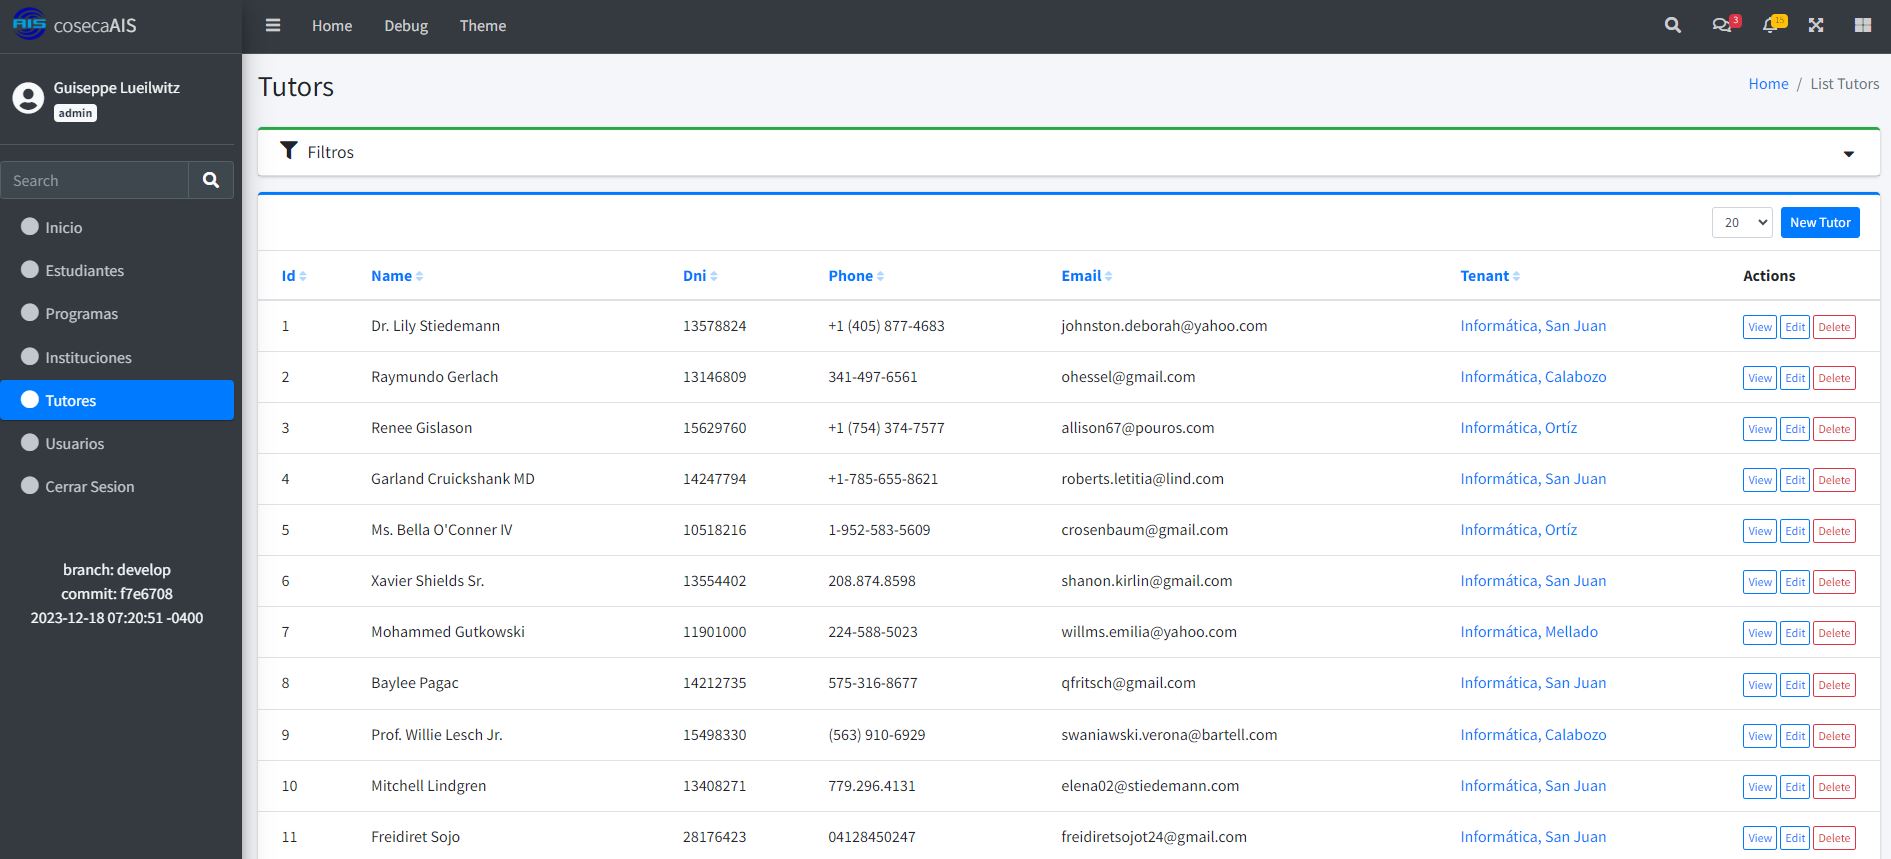 AIS cosecaAIS
Home Debug Theme
3 15
Guiseppe Lueilwitz
admin
Search
Inicio
Estudiantes
Programas
Instituciones
Tutores
Usuarios
Cerrar Sesion
branch: develop
commit: f7e6708
2023-12-18 07:20:51 -0400
Tutors
Home / List Tutors
Filtros
20 New Tutor
Id Name Dni Phone Email Tenant Actions
1 Dr. Lily Stiedemann 13578824 +1 (405) 877-4683 johnston.deborah@yahoo.com Informática, San Juan View Edit Delete
2 Raymundo Gerlach 13146809 341-497-6561 ohessel@gmail.com Informática, Calabozo View Edit Delete
3 Renee Gislason 15629760 +1 (754) 374-7577 allison67@pouros.com Informática, Ortíz View Edit Delete
4 Garland Cruickshank MD 14247794 +1-785-655-8621 roberts.letitia@lind.com Informática, San Juan View Edit Delete
5 Ms. Bella O'Conner IV 10518216 1-952-583-5609 crosenbaum@gmail.com Informática, Ortíz View Edit Delete
6 Xavier Shields Sr. 13554402 208.874.8598 shanon.kirlin@gmail.com Informática, San Juan View Edit Delete
7 Mohammed Gutkowski 11901000 224-588-5023 willms.emilia@yahoo.com Informática, Mellado View Edit Delete
8 Baylee Pagac 14212735 575-316-8677 qfritsch@gmail.com Informática, San Juan View Edit Delete
9 Prof. Willie Lesch Jr. 15498330 (563) 910-6929 swaniawski.verona@bartell.com Informática, Calabozo View Edit Delete
10 Mitchell Lindgren 13408271 779.296.4131 elena02@stiedemann.com Informática, San Juan View Edit Delete
11 Freidiret Sojo 28176423 04128450247 freidiretsojot24@gmail.com Informática, San Juan View Edit Delete